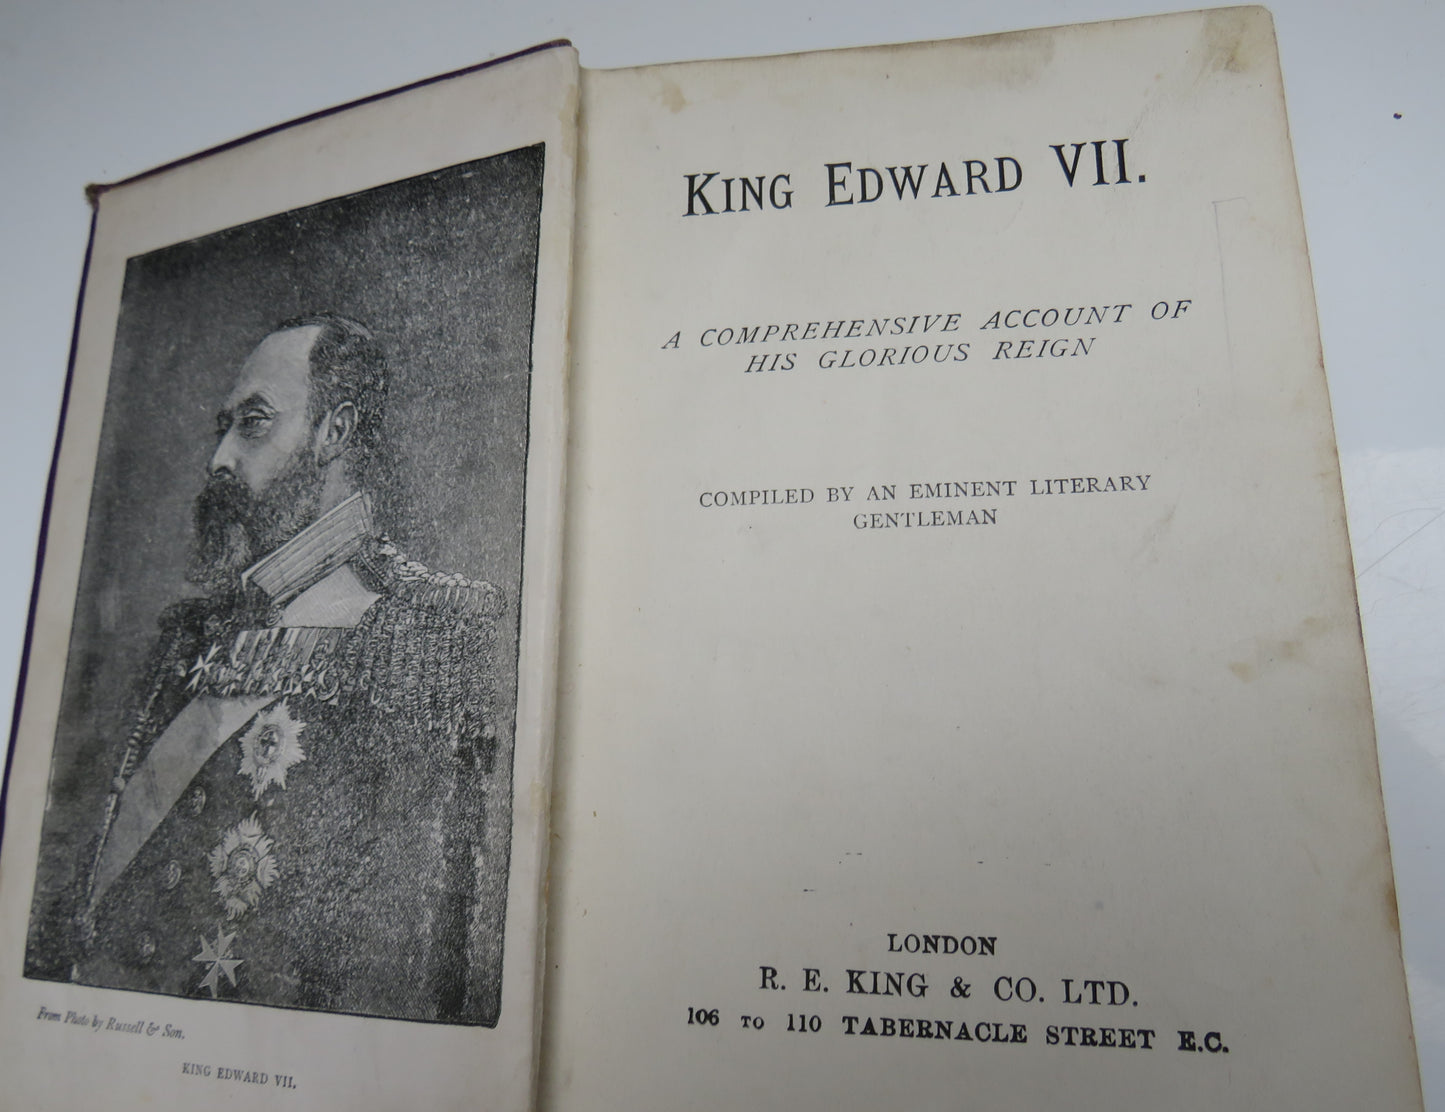 From Photo by Russell & Son.
KING EDWARD VII.
KING EDWARD VII.
A COMPREHENSIVE ACCOUNT OF
HIS GLORIOUS REIGN
COMPILED BY AN EMINENT LITERARY
GENTLEMAN
LONDON
R. E. KING & CO. LTD.
106 TO 110 TABERNACLE STREET E.C.